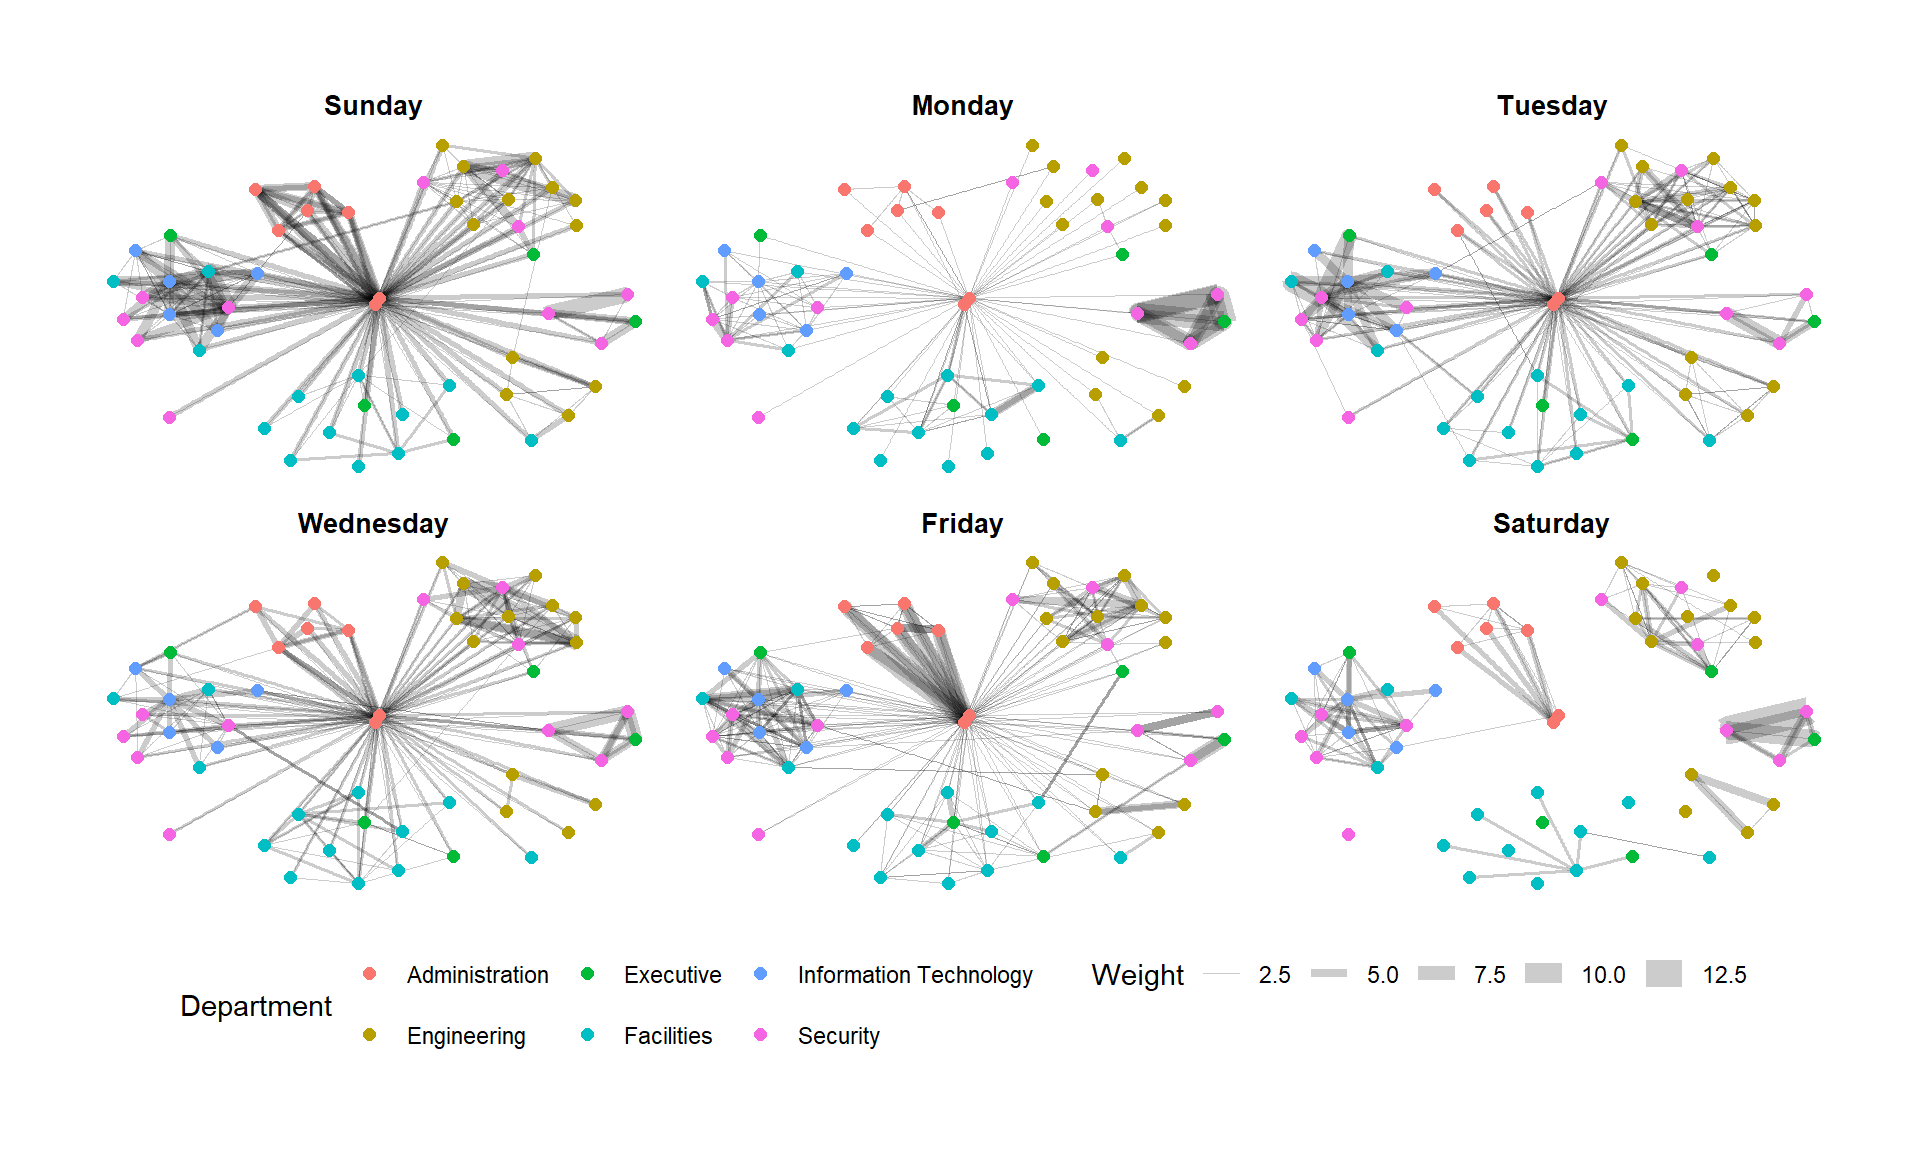 Sunday
Monday
Tuesday
Wednesday
Friday
Saturday
Department
Administration
Executive
Information Technology
Engineering
Facilities
Security
Weight
2.5
5.0
7.5
10.0
12.5